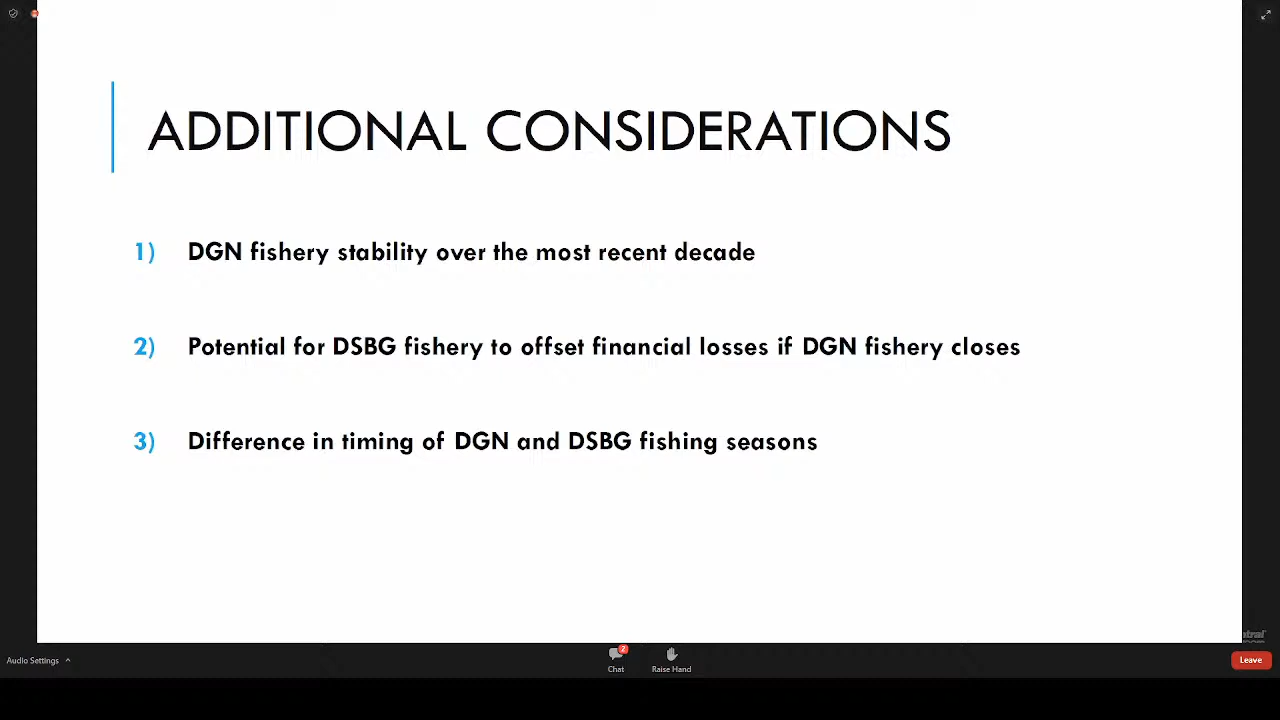 ADDITIONAL CONSIDERATIONS
1) DGN fishery stability over the most recent decade
2) Potential for DSBG fishery to offset financial losses if DGN fishery closes
3) Difference in timing of DGN and DSBG fishing seasons
Audio Settings
2
Chat
Raise Hand
Leave